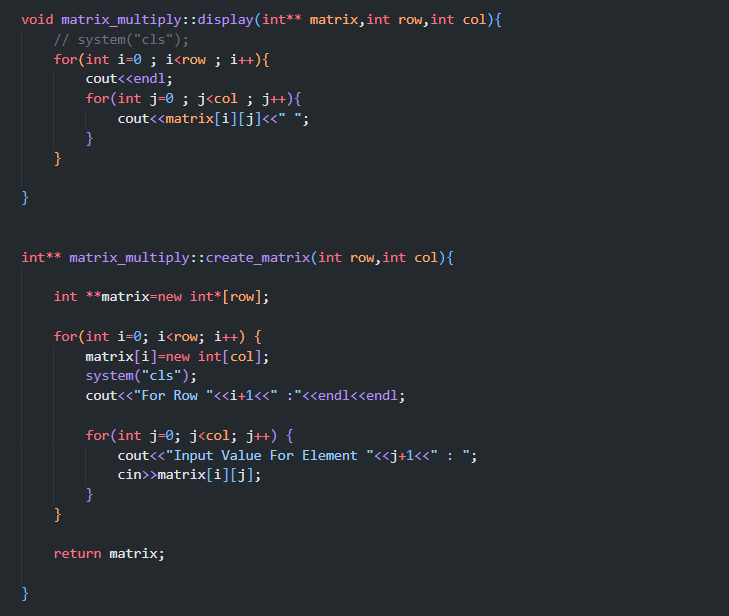 void matrix_multiply::display(int** matrix,int row,int col){
    // system("cls");
    for(int i=0 ; i<row ; i++){
        cout<<endl;
        for(int j=0 ; j<col ; j++){
            cout<<matrix[i][j]<<" ";
        }
    }

}


int** matrix_multiply::create_matrix(int row,int col){

    int **matrix=new int*[row];

    for(int i=0; i<row; i++) {
        matrix[i]=new int[col];
        system("cls");
        cout<<"For Row "<<i+1<<" :"<<endl<<endl;

        for(int j=0; j<col; j++) {
            cout<<"Input Value For Element "<<j+1<<" : ";
            cin>>matrix[i][j];
        }
    }

    return matrix;

}